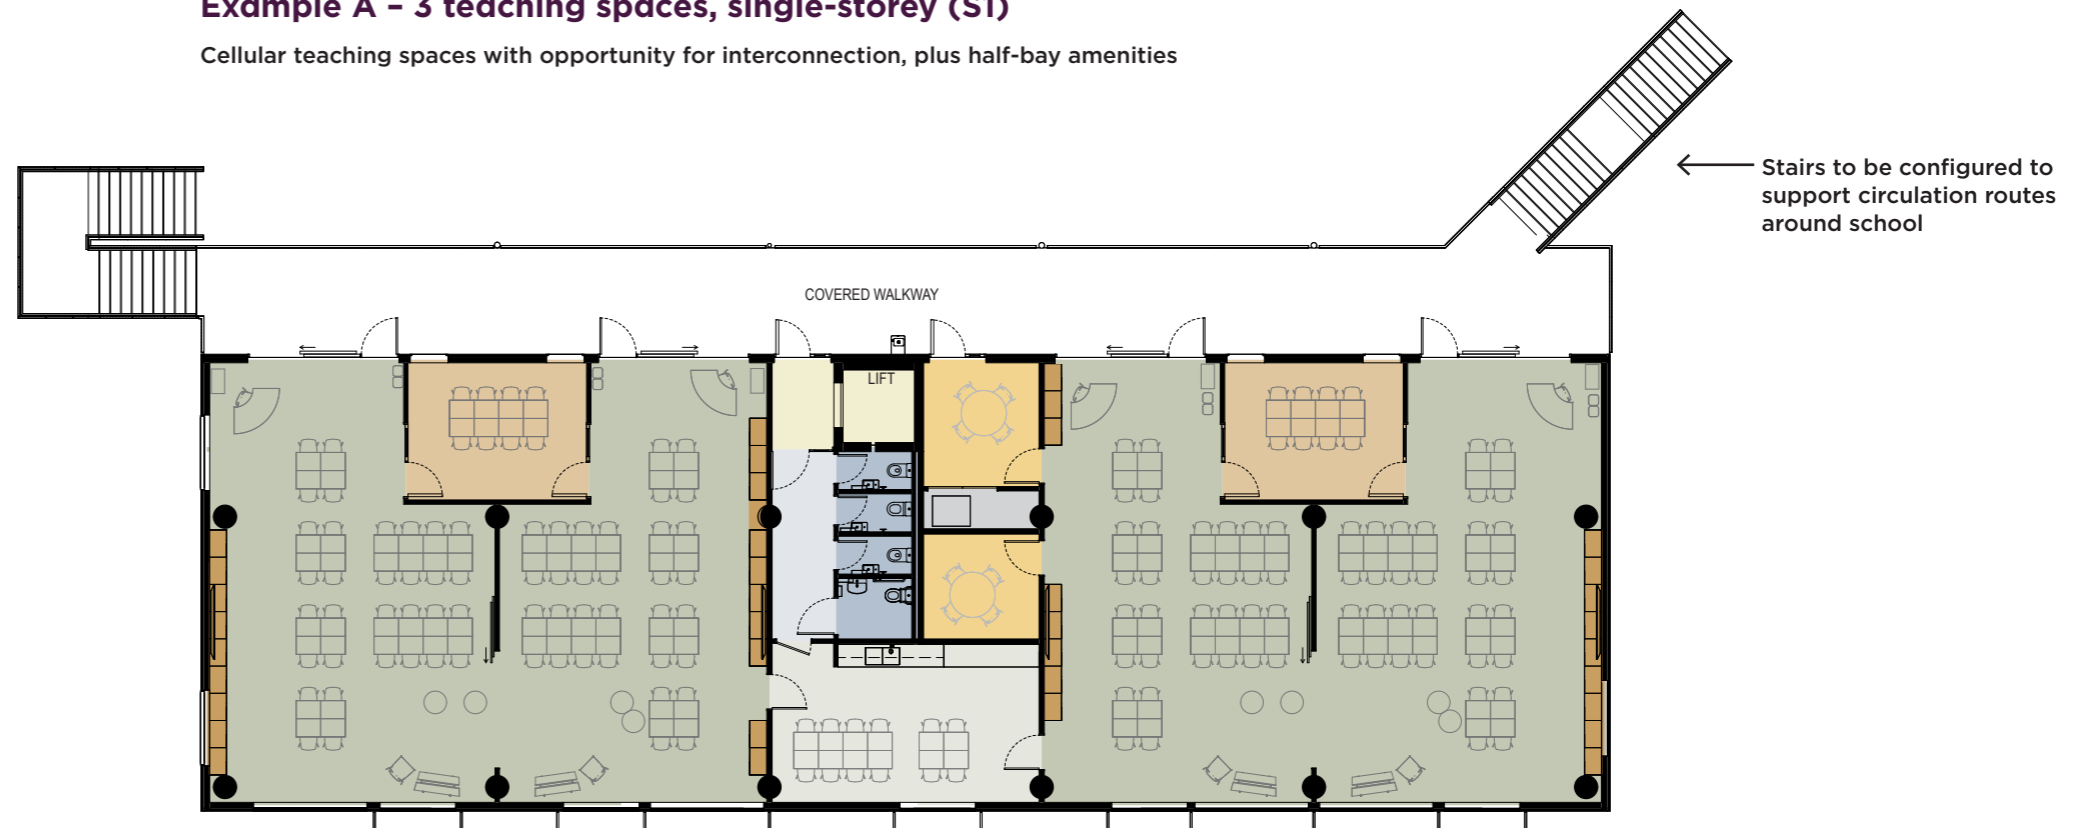 Example A – 3 teaching spaces, single-storey (S1)
Cellular teaching spaces with opportunity for interconnection, plus half-bay amenities
Stairs to be configured to
support circulation routes
around school
COVERED WALKWAY
LIFT